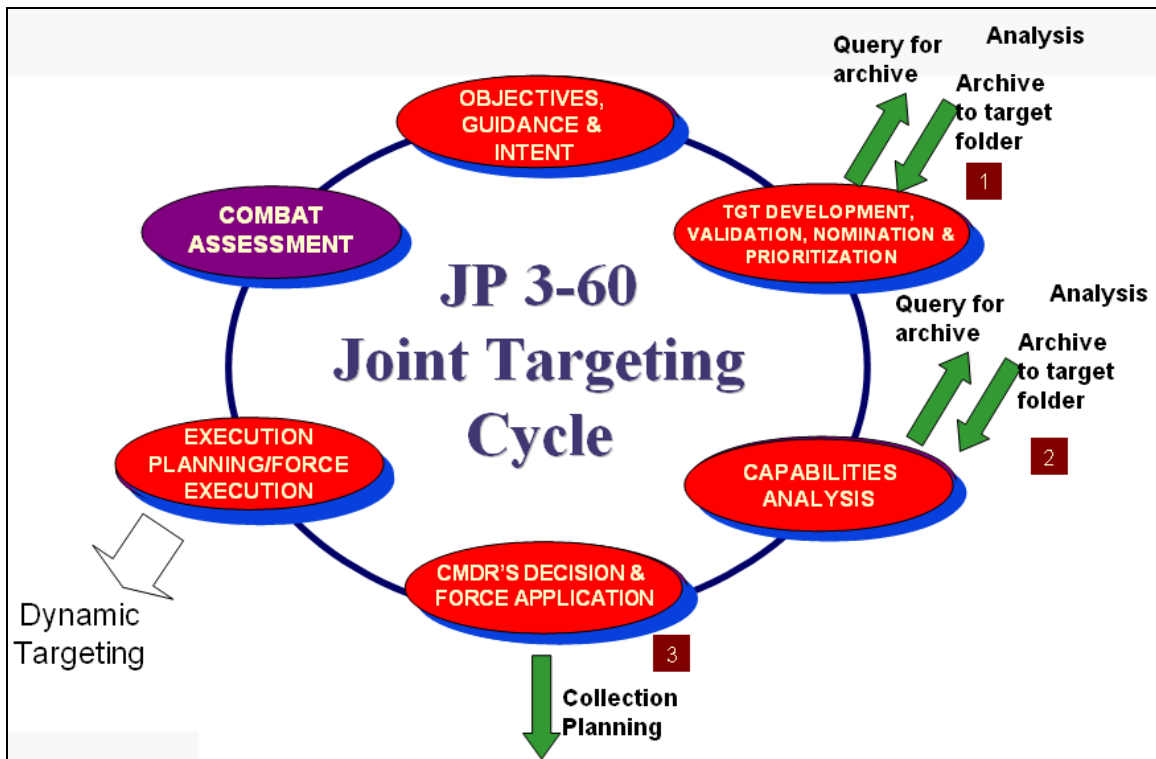 Query for
archive
Analysis
Archive
to target
folder
1
OBJECTIVES,
GUIDANCE &
INTENT
TGT DEVELOPMENT,
VALIDATION, NOMINATION &
PRIORITIZATION
COMBAT
ASSESSMENT
JP 3-60
Joint Targeting
Cycle
Query for
archive
Analysis
Archive
to target
folder
2
CAPABILITIES
ANALYSIS
EXECUTION
PLANNING/FORCE
EXECUTION
CMDR'S DECISION &
FORCE APPLICATION
3
Dynamic
Targeting
Collection
Planning